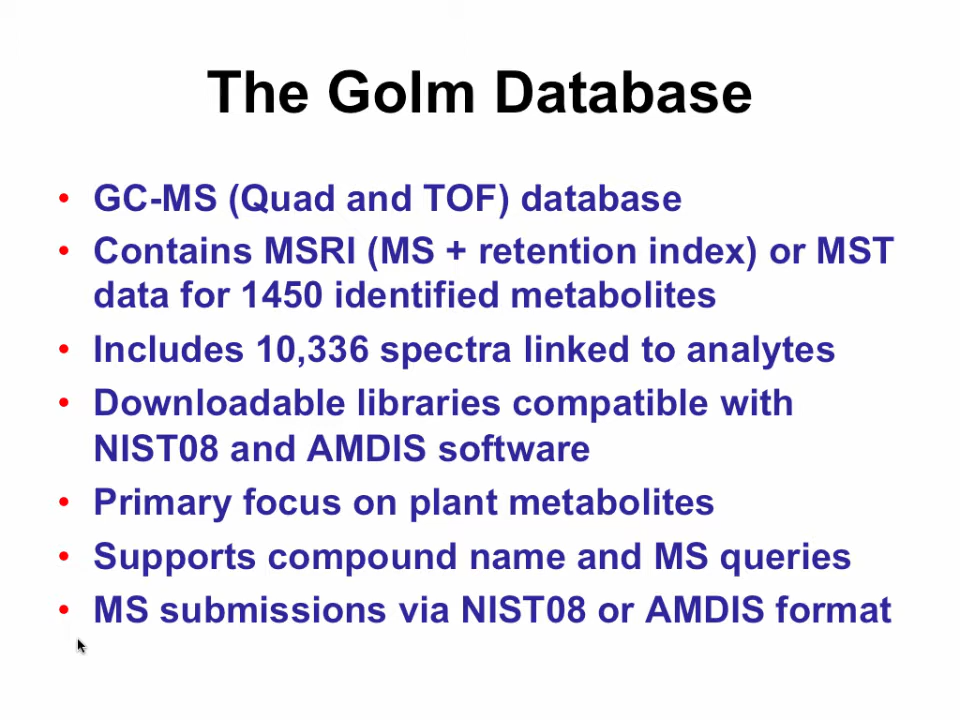 The Golm Database
• GC-MS (Quad and TOF) database
• Contains MSRI (MS + retention index) or MST
data for 1450 identified metabolites
• Includes 10,336 spectra linked to analytes
• Downloadable libraries compatible with
NIST08 and AMDIS software
• Primary focus on plant metabolites
• Supports compound name and MS queries
• MS submissions via NIST08 or AMDIS format